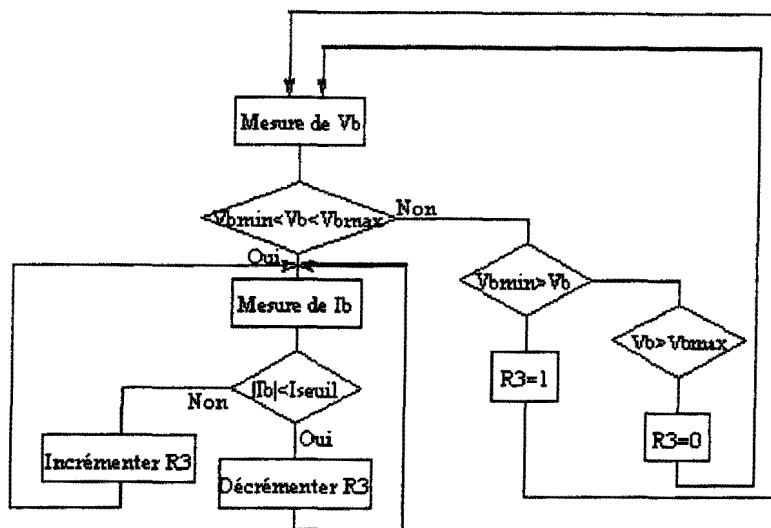 Mesure de Vb
Vbmin<Vb<Vbmax
Non
Oui
Vbmin>Vb
Mesure de Ib
Vb>Vbmax
R3=1
|Ib|<Iseuil
Non
R3=0
Oui
Incrémenter R3
Décrémenter R3